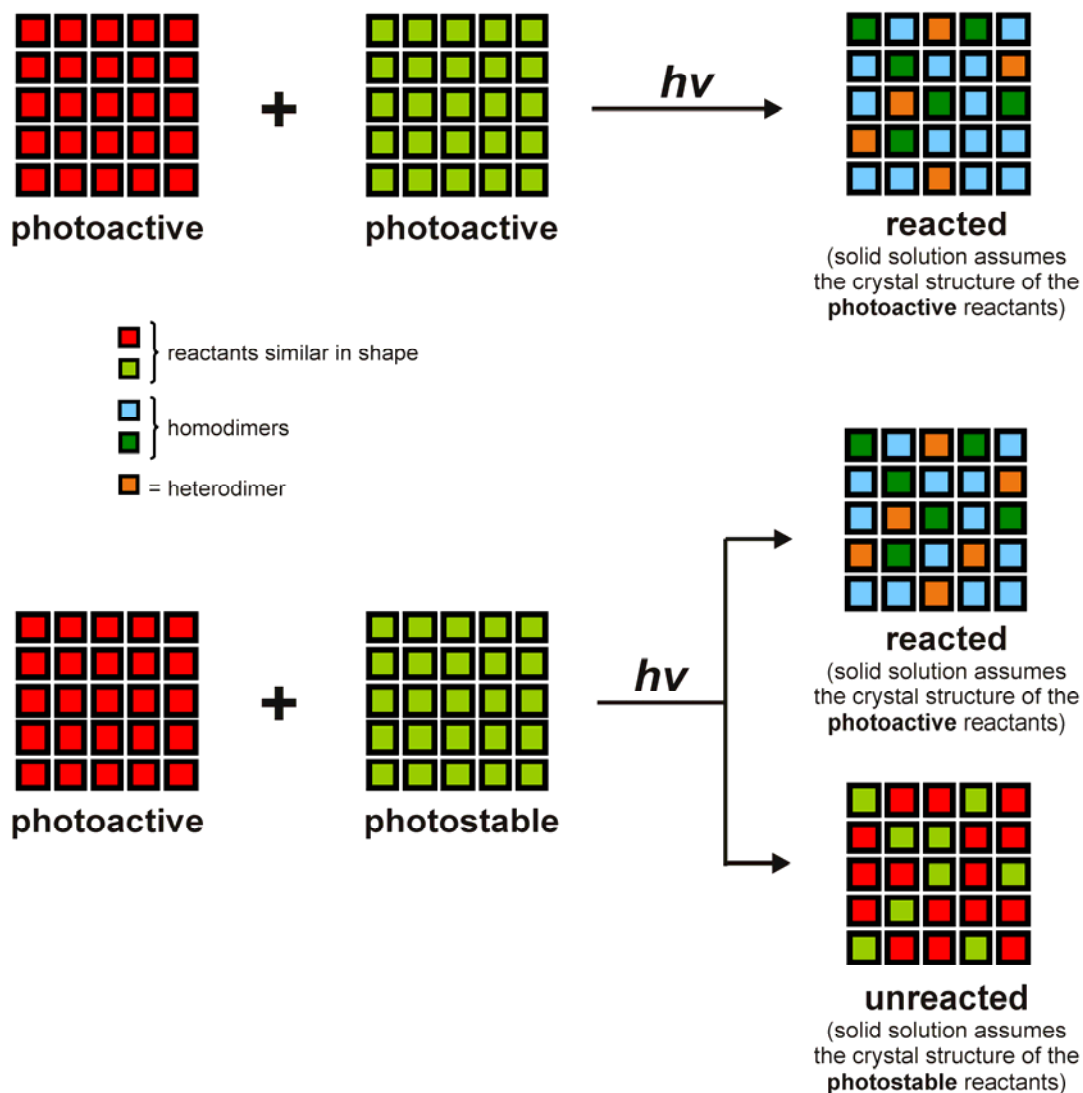 +
hv
photoactive
photoactive
reacted
(solid solution assumes
the crystal structure of the
photoactive reactants)
reactants similar in shape
homodimers
= heterodimer
reacted
(solid solution assumes
the crystal structure of the
photoactive reactants)
+
hv
photoactive
photostable
unreacted
(solid solution assumes
the crystal structure of the
photostable reactants)